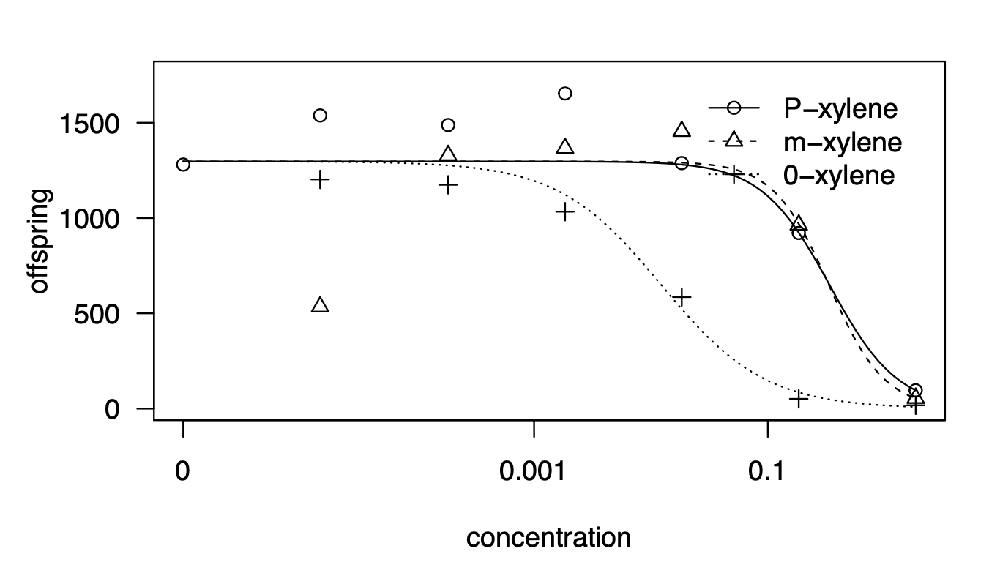 P−xylene
m−xylene
0−xylene
offspring
1500
1000
500
0
0
0.001
0.1
concentration